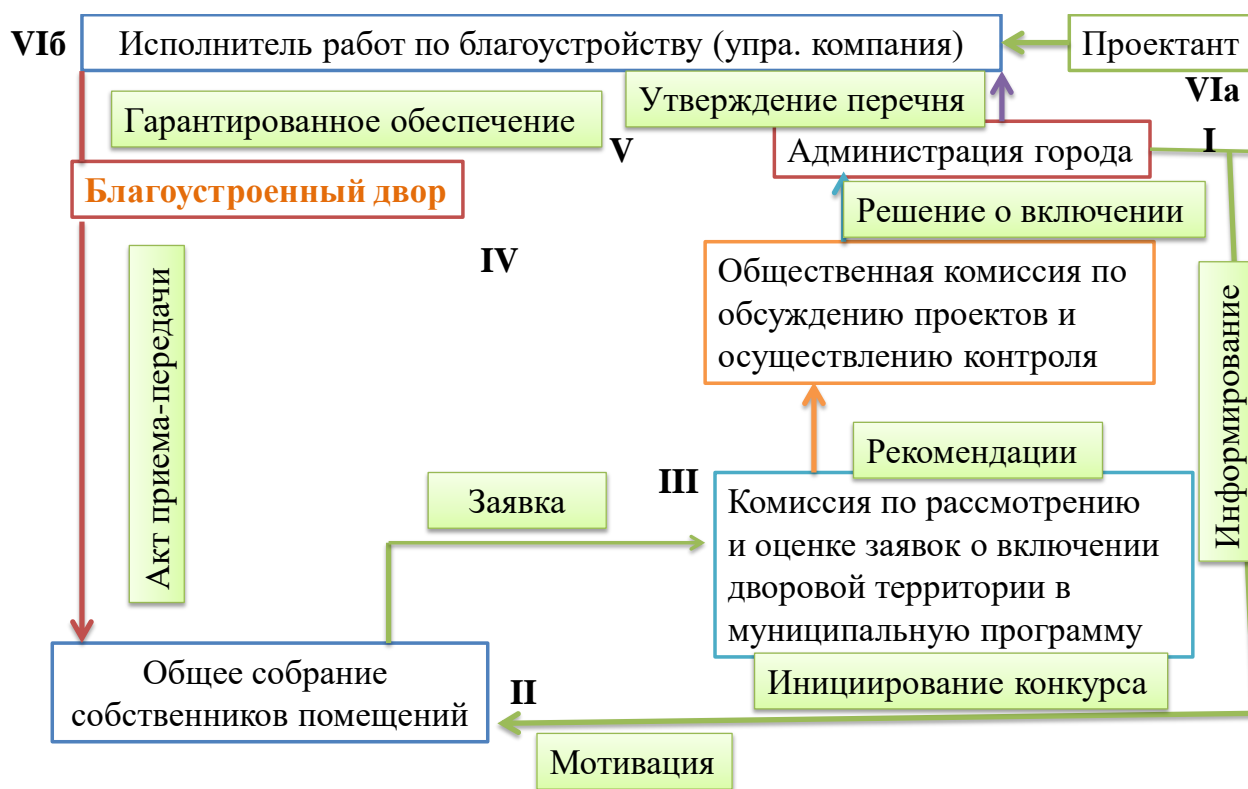 VIб
Исполнитель работ по благоустройству (упра. компания)
Проектант
VIа
Утверждение перечня
Гарантированное обеспечение
V
I
Администрация города
Благоустроенный двор
Решение о включении
IV
Общественная комиссия по
обсуждению проектов и
осуществлению контроля
Акт приема-передачи
Информирование
Рекомендации
Заявка
III
Комиссия по рассмотрению
и оценке заявок о включении
дворовой территории в
муниципальную программу
Общее собрание
собственников помещений
II
Инициирование конкурса
Мотивация